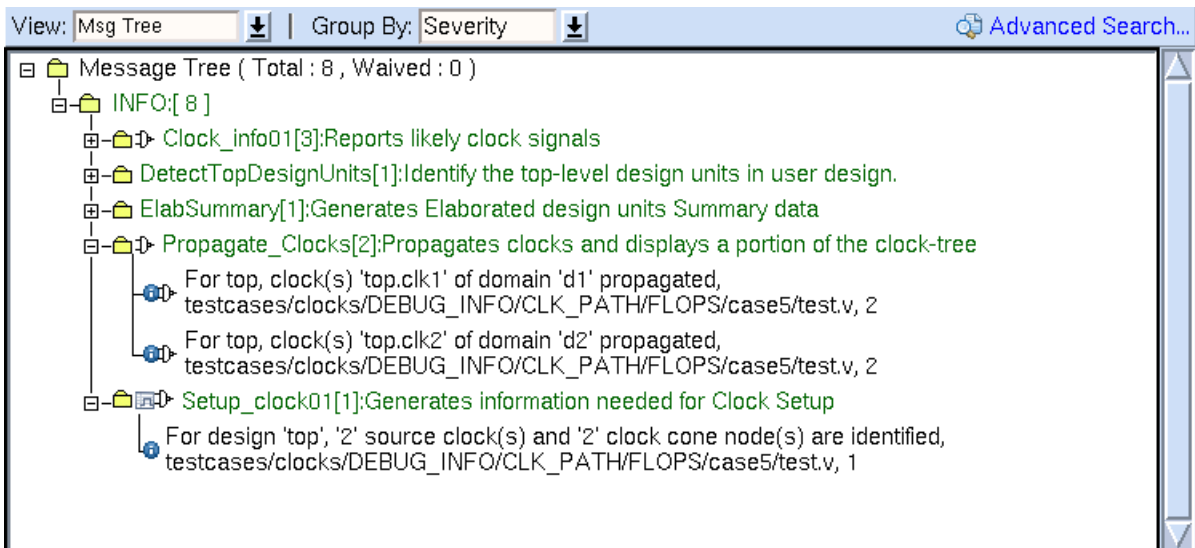 View: Msg Tree | Group By: Severity Advanced Search...
Message Tree ( Total : 8 , Waived : 0 )
INFO:[ 8 ]
Clock_info01[3]:Reports likely clock signals
DetectTopDesignUnits[1]:Identify the top-level design units in user design.
ElabSummary[1]:Generates Elaborated design units Summary data
Propagate_Clocks[2]:Propagates clocks and displays a portion of the clock-tree
For top, clock(s) 'top.clk1' of domain 'd1' propagated,
testcases/clocks/DEBUG_INFO/CLK_PATH/FLOPS/case5/test.v, 2
For top, clock(s) 'top.clk2' of domain 'd2' propagated,
testcases/clocks/DEBUG_INFO/CLK_PATH/FLOPS/case5/test.v, 2
Setup_clock01[1]:Generates information needed for Clock Setup
For design 'top', '2' source clock(s) and '2' clock cone node(s) are identified,
testcases/clocks/DEBUG_INFO/CLK_PATH/FLOPS/case5/test.v, 1